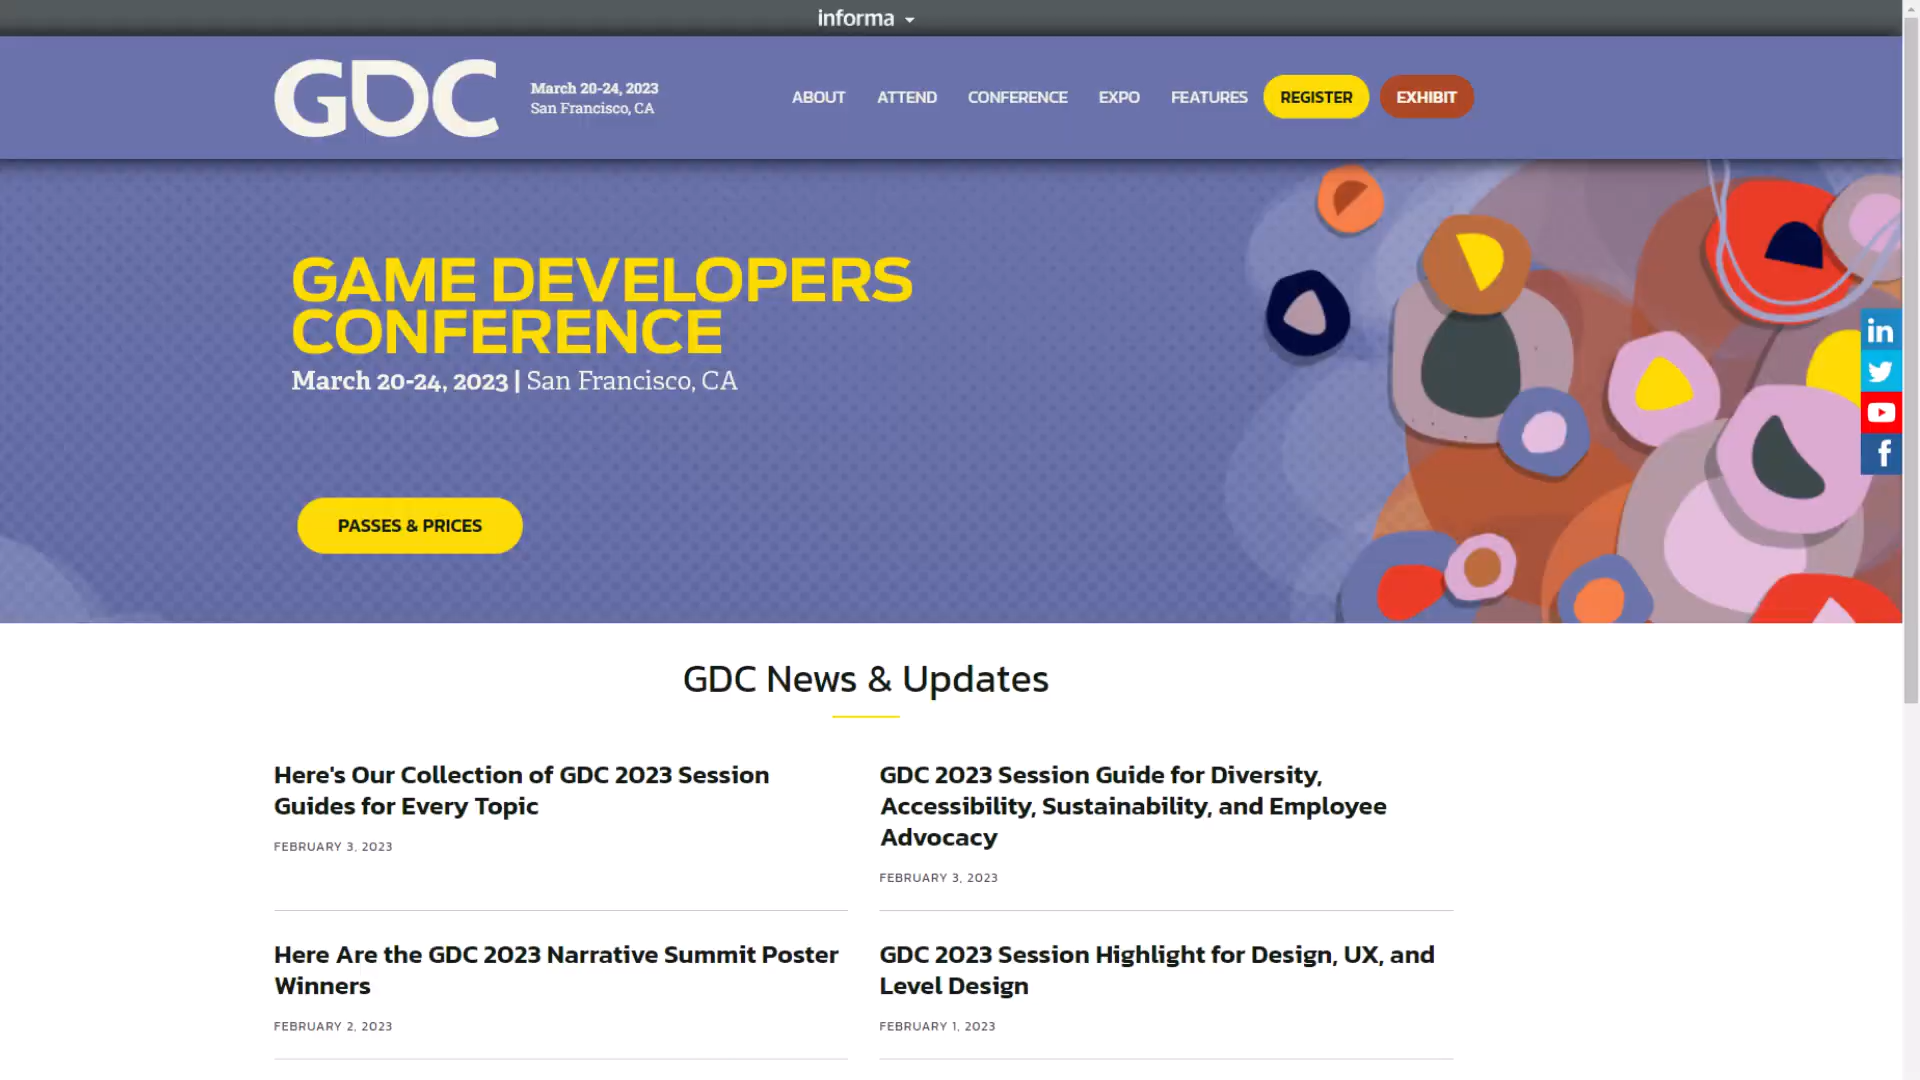 informa
GDC
March 20-24, 2023
San Francisco, CA
ABOUT
ATTEND
CONFERENCE
EXPO
FEATURES
REGISTER
EXHIBIT
GAME DEVELOPERS
CONFERENCE
March 20-24, 2023 | San Francisco, CA
in
f
PASSES & PRICES
GDC News & Updates
Here's Our Collection of GDC 2023 Session
Guides for Every Topic
FEBRUARY 3, 2023
GDC 2023 Session Guide for Diversity,
Accessibility, Sustainability, and Employee
Advocacy
FEBRUARY 3, 2023
Here Are the GDC 2023 Narrative Summit Poster
Winners
FEBRUARY 2, 2023
GDC 2023 Session Highlight for Design, UX, and
Level Design
FEBRUARY 1, 2023